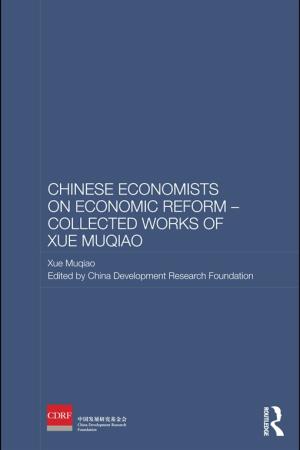 CHINESE ECONOMISTS
ON ECONOMIC REFORM –
COLLECTED WORKS OF
XUE MUQIAO
Xue Muqiao
Edited by China Development Research Foundation
CDRF
中国发展研究基金会
China Development Research
Foundation
ROUTLEDGE